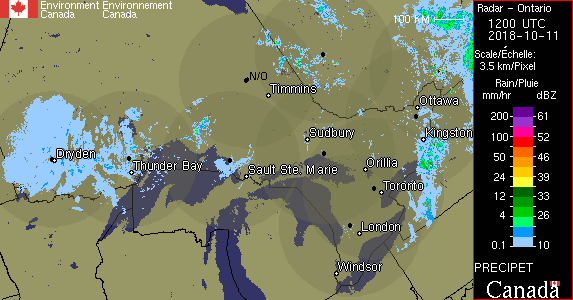 Environment Environnement
Canada Canada
100 KM
N/O
Timmins
Ottawa
Sudbury
Kingston
Dryden
Thunder Bay
Sault Ste. Marie
Orillia
Toronto
London
Windsor
Radar - Ontario
1200 UTC
2018-10-11
Scale/Échelle:
3.5 km/Pixel
Rain/Pluie
mm/hr dBZ
200 61
100 52
50 46
24 39
12 33
4 26
0.1 10
PRECIPET
Canada